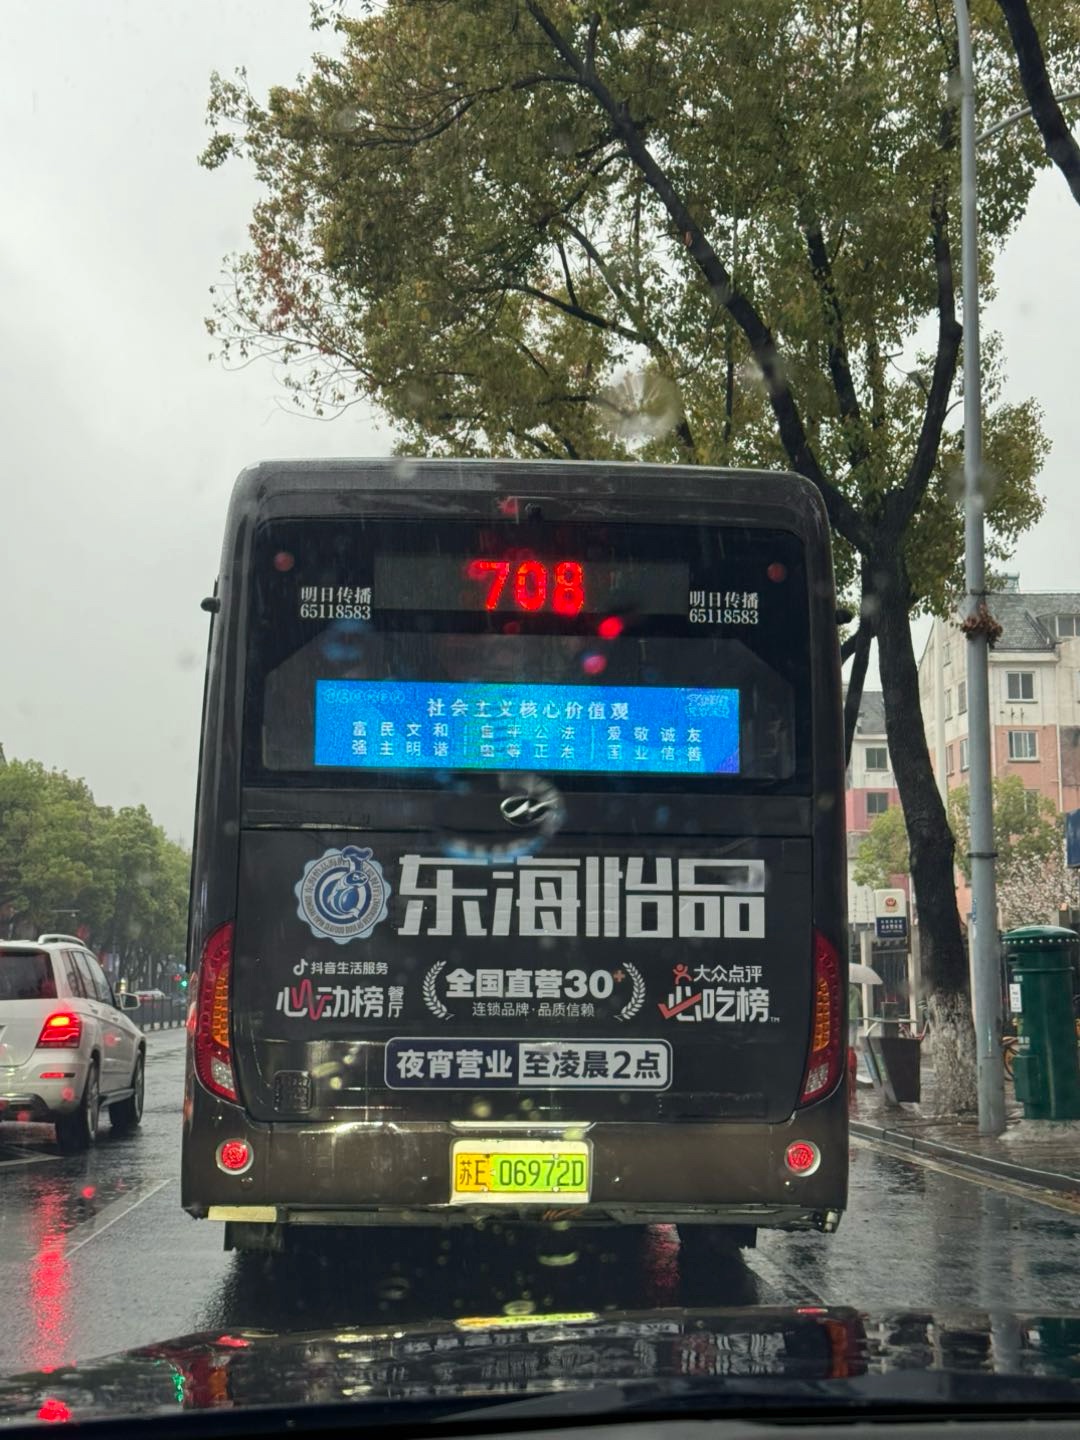 708
明日传播
65118583
明日传播
65118583
社会主义核心价值观
富民文和 自平公法 爱敬诚友
强主明谐 由等正治 国业信善
东海怡品
抖音生活服务
心动榜餐厅
全国直营30+
连锁品牌·品质信赖
大众点评
必吃榜™
夜宵营业 至凌晨2点
苏E·06972D